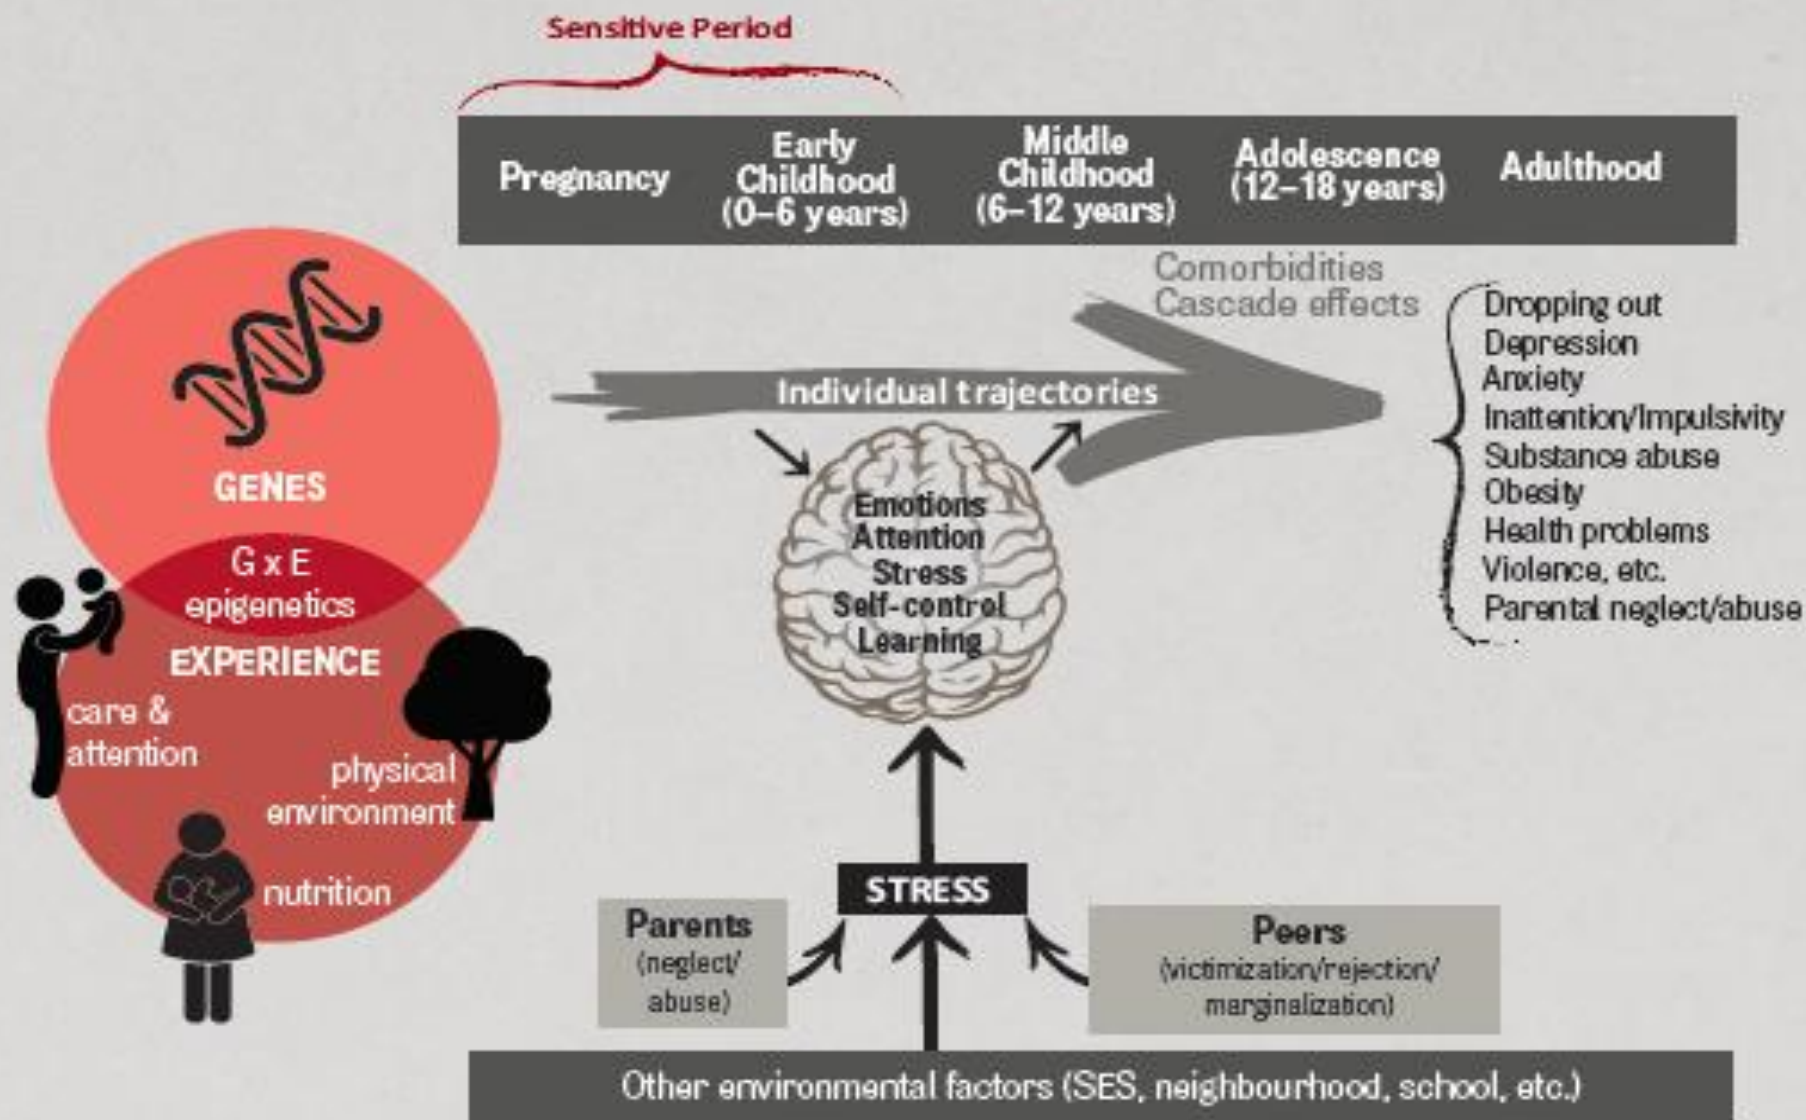 Sensitive Period
Pregnancy
Early
Childhood
(0–6 years)
Middle
Childhood
(6–12 years)
Adolescence
(12–18 years)
Adulthood
GENES
G x E
epigenetics
EXPERIENCE
care &
attention
physical
environment
nutrition
Comorbidities
Cascade effects
Individual trajectories
Emotions
Attention
Stress
Self-control
Learning
Dropping out
Depression
Anxiety
Inattention/Impulsivity
Substance abuse
Obesity
Health problems
Violence, etc.
Parental neglect/abuse
STRESS
Parents
(neglect/
abuse)
Peers
(victimization/rejection/
marginalization)
Other environmental factors (SES, neighbourhood, school, etc.)